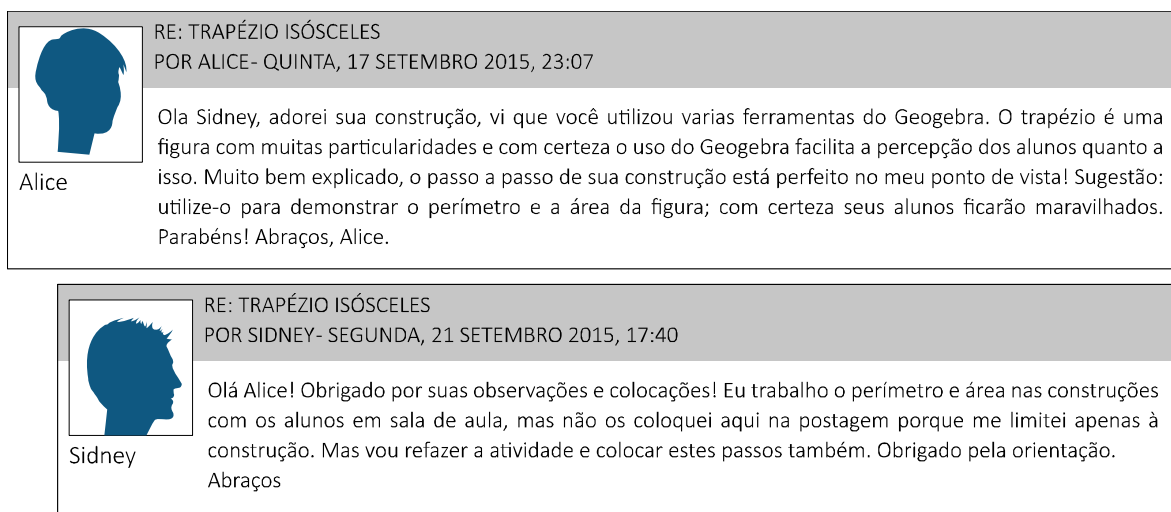 RE: TRAPÉZIO ISÓSCELES
POR ALICE- QUINTA, 17 SETEMBRO 2015, 23:07
Ola Sidney, adorei sua construção, vi que você utilizou varias ferramentas do Geogebra. O trapézio é uma
figura com muitas particularidades e com certeza o uso do Geogebra facilita a percepção dos alunos quanto a
isso. Muito bem explicado, o passo a passo de sua construção está perfeito no meu ponto de vista! Sugestão:
utilize-o para demonstrar o perímetro e a área da figura; com certeza seus alunos ficarão maravilhados.
Parabéns! Abraços, Alice.
Alice
RE: TRAPÉZIO ISÓSCELES
POR SIDNEY- SEGUNDA, 21 SETEMBRO 2015, 17:40
Olá Alice! Obrigado por suas observações e colocações! Eu trabalho o perímetro e área nas construções
com os alunos em sala de aula, mas não os coloquei aqui na postagem porque me limitei apenas à
construção. Mas vou refazer a atividade e colocar estes passos também. Obrigado pela orientação.
Abraços
Sidney